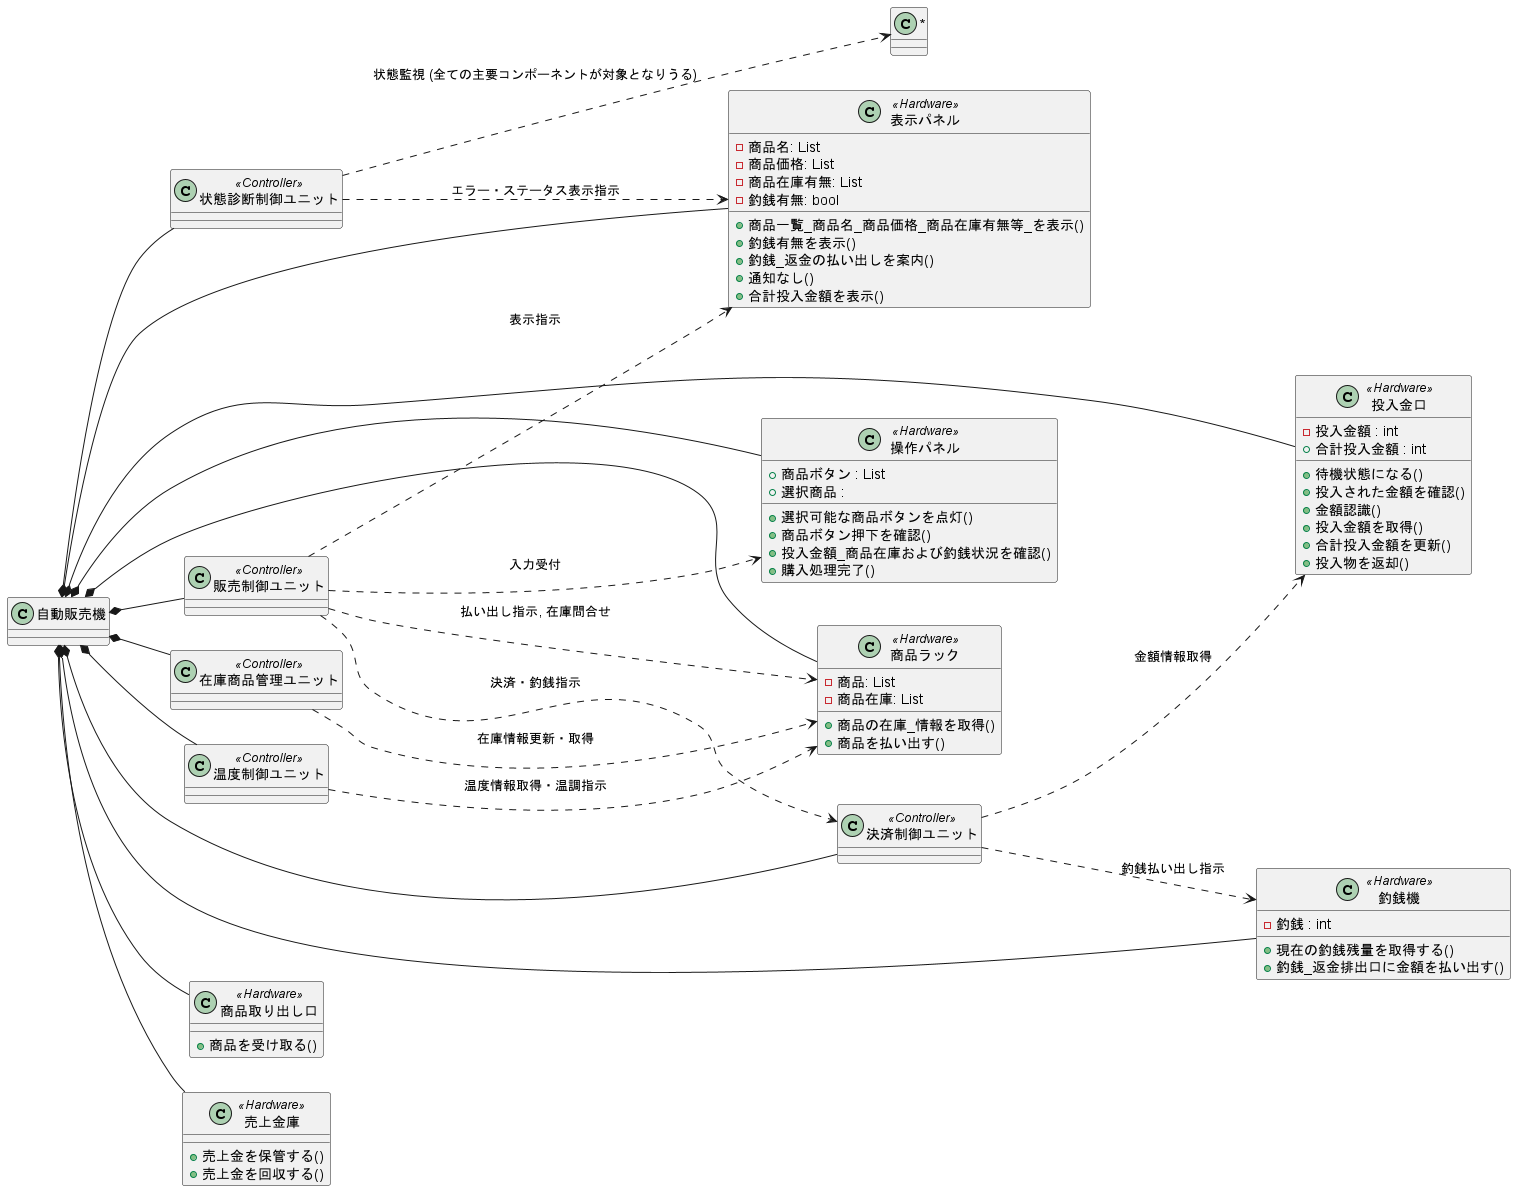 C *
状態監視 (全ての主要コンポーネントが対象となりうる)
C «Hardware»
表示パネル
商品名: List
商品価格: List
商品在庫有無: List
釣銭有無: bool
商品一覧_商品名_商品価格_商品在庫有無等_を表示()
釣銭有無を表示()
釣銭_返金の払い出しを案内()
通知なし()
合計投入金額を表示()
C «Controller»
状態診断制御ユニット
エラー・ステータス表示指示
表示指示
C «Hardware»
投入金口
投入金額 : int
合計投入金額 : int
待機状態になる()
投入された金額を確認()
金額認識()
投入金額を取得()
合計投入金額を更新()
投入物を返却()
C «Hardware»
操作パネル
商品ボタン : List
選択商品 :
選択可能な商品ボタンを点灯()
商品ボタン押下を確認()
投入金額_商品在庫および釣銭状況を確認()
購入処理完了()
C «Controller»
販売制御ユニット
入力受付
払い出し指示, 在庫問合せ
C 自動販売機
C «Hardware»
商品ラック
商品: List
商品在庫: List
商品の在庫_情報を取得()
商品を払い出す()
C «Controller»
在庫商品管理ユニット
決済・釣銭指示
金額情報取得
在庫情報更新・取得
C «Controller»
温度制御ユニット
温度情報取得・温調指示
C «Controller»
決済制御ユニット
釣銭払い出し指示
C «Hardware»
釣銭機
釣銭 : int
現在の釣銭残量を取得する()
釣銭_返金排出口に金額を払い出す()
C «Hardware»
商品取り出し口
商品を受け取る()
C «Hardware»
売上金庫
売上金を保管する()
売上金を回収する()